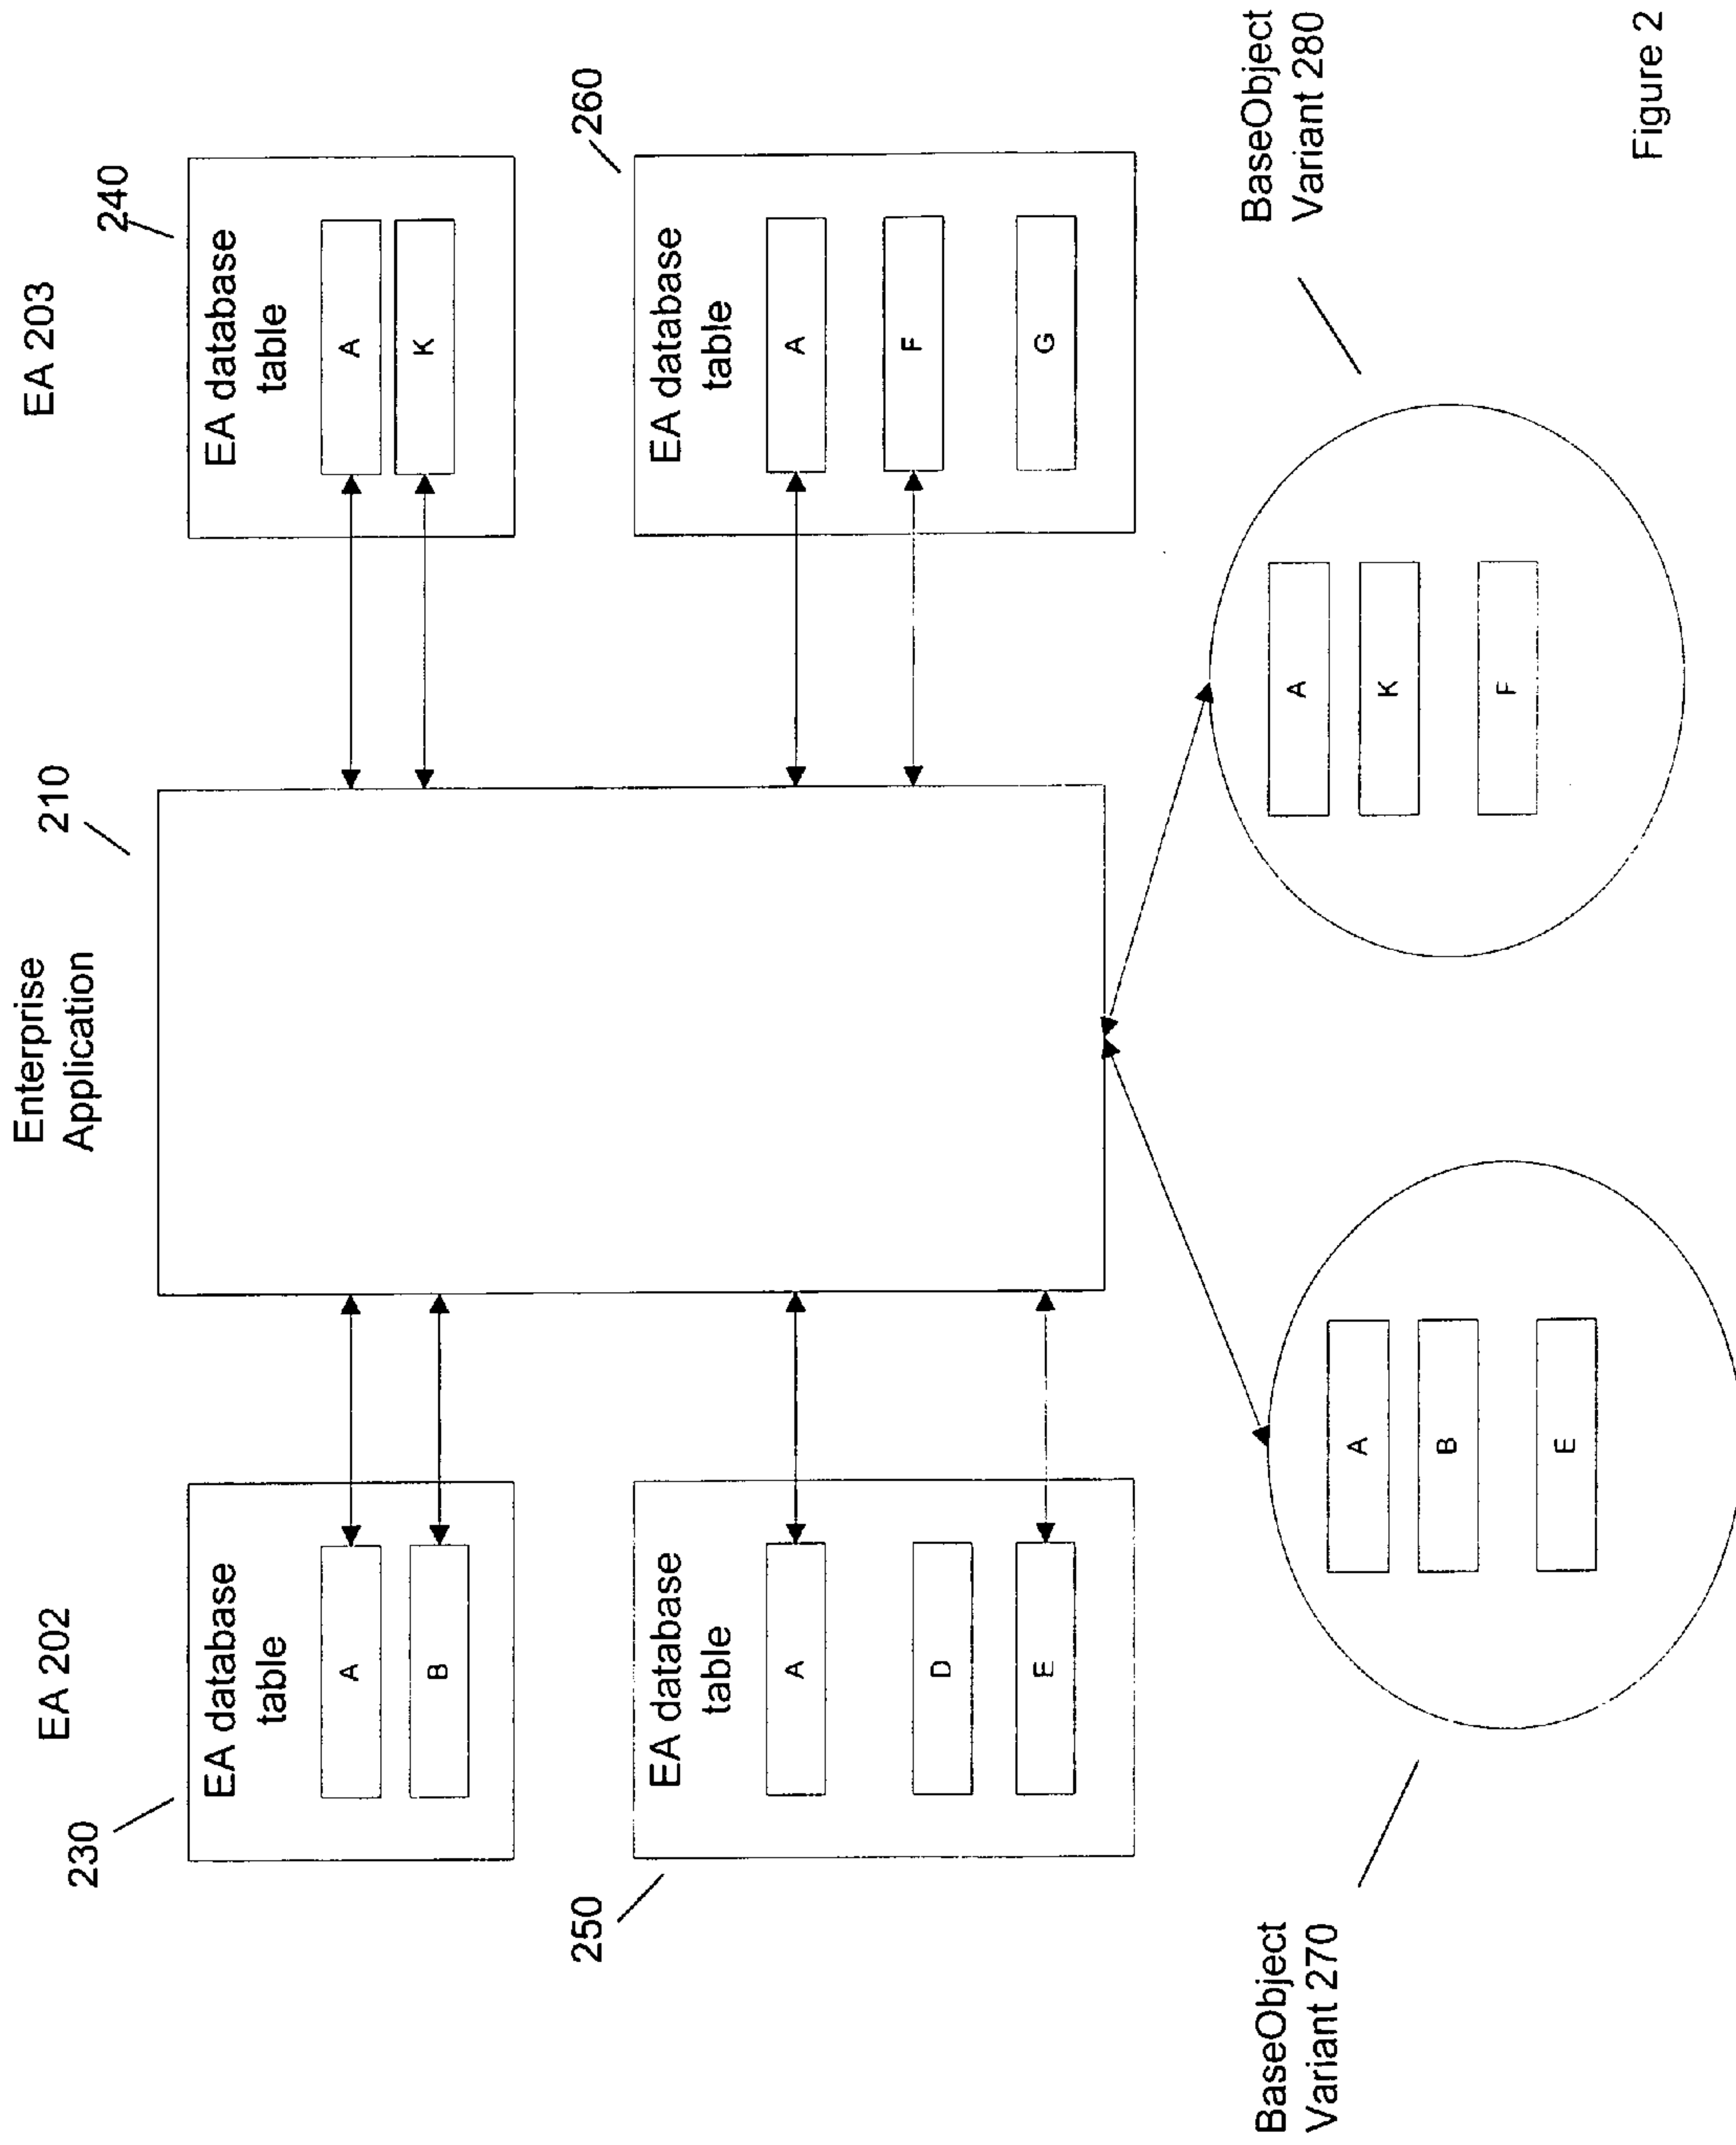 EA 202
Enterprise
Application
EA 203
230
210
240
EA database
table
A
B
EA database
table
A
K
250
260
EA database
table
A
D
E
EA database
table
A
F
G
BaseObject
Variant 270
A
B
E
A
K
F
BaseObject
Variant 280
Figure 2